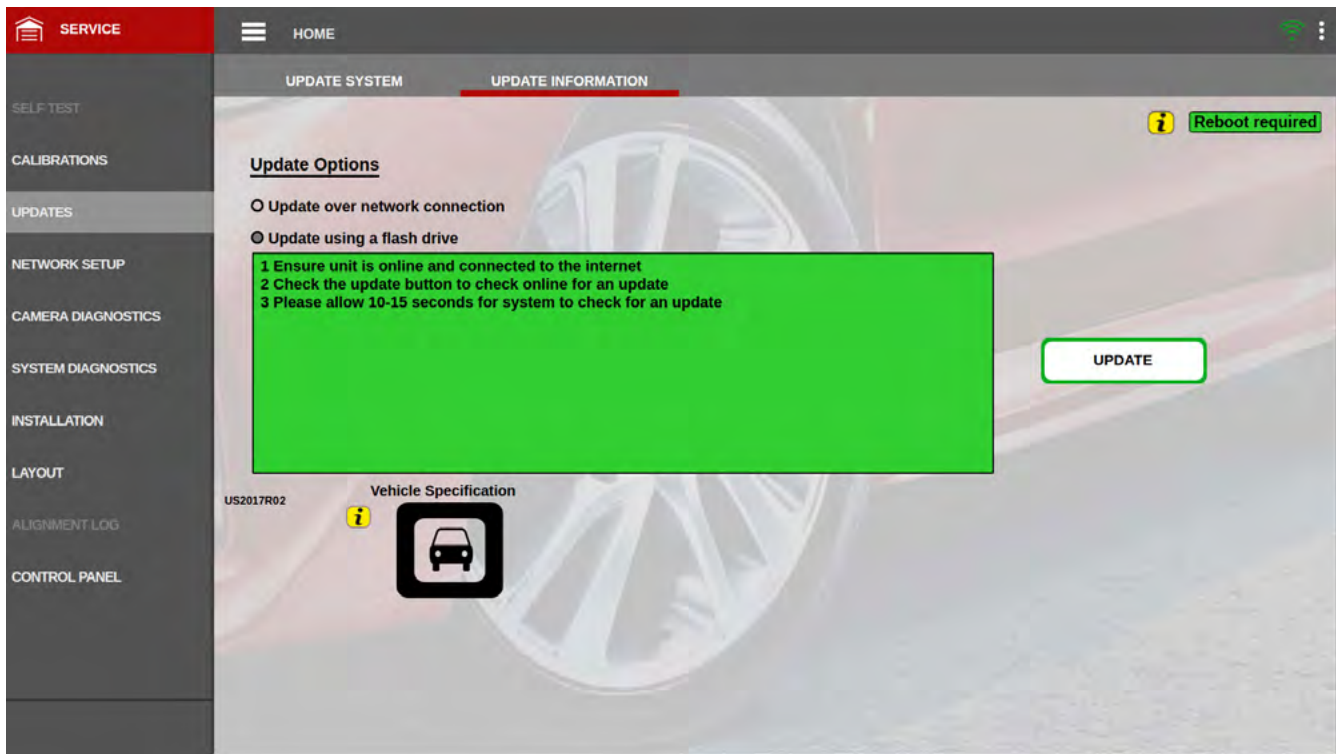 SERVICE
HOME
UPDATE SYSTEM
UPDATE INFORMATION
SELF TEST
CALIBRATIONS
UPDATES
NETWORK SETUP
CAMERA DIAGNOSTICS
SYSTEM DIAGNOSTICS
INSTALLATION
LAYOUT
ALIGNMENT LOG
CONTROL PANEL
i
Reboot required
Update Options
Update over network connection
Update using a flash drive
1 Ensure unit is online and connected to the internet
2 Check the update button to check online for an update
3 Please allow 10-15 seconds for system to check for an update
UPDATE
US2017R02
Vehicle Specification
i